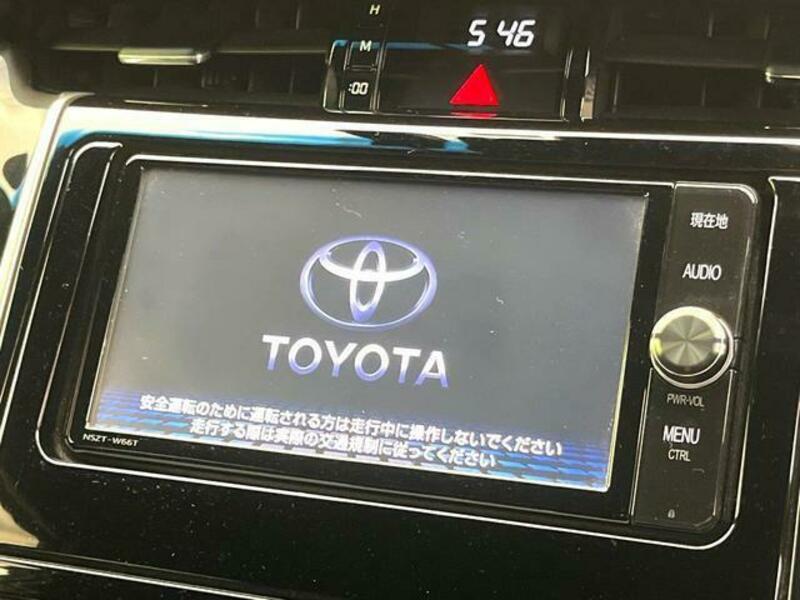 H
M
:00
5 46
現在地
AUDIO
TOYOTA
PWR·VOL
安全運転のために運転される方は走行中に操作しないでください
走行する際は実際の交通規制に従ってください
NSZT-W66T
MENU
CTRL